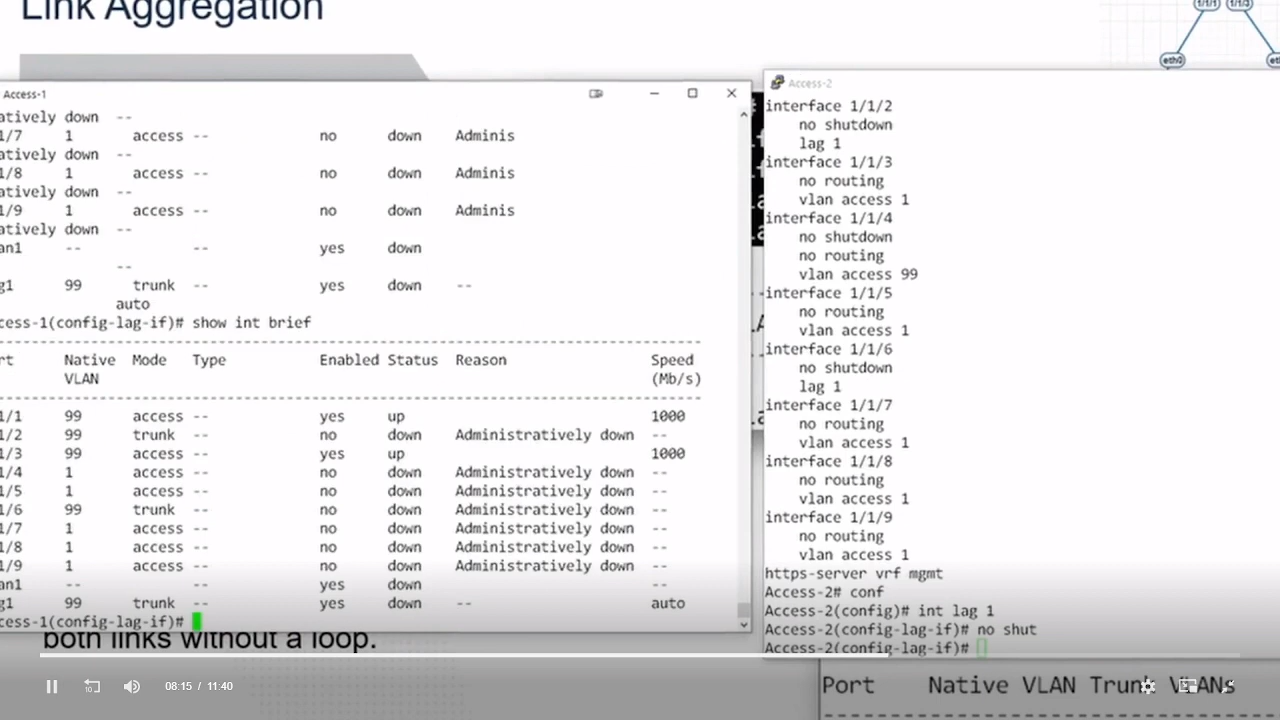 Link Aggregation
1/1/1
1/1/3
eth0
Access-1
atively down --
1/7 1 access -- no down Adminis
atively down --
1/8 1 access -- no down Adminis
atively down --
1/9 1 access -- no down Adminis
atively down --
an1 -- -- yes down
--
g1 99 trunk -- yes down --
auto
cess-1(config-lag-if)# show int brief
rt Native Mode Type Enabled Status Reason Speed
VLAN (Mb/s)
1/1 99 access -- yes up 1000
1/2 99 trunk -- no down Administratively down --
1/3 99 access -- yes up 1000
1/4 1 access -- no down Administratively down --
1/5 1 access -- no down Administratively down --
1/6 99 trunk -- no down Administratively down --
1/7 1 access -- no down Administratively down --
1/8 1 access -- no down Administratively down --
1/9 1 access -- no down Administratively down --
an1 -- -- yes down --
g1 99 trunk -- yes down -- auto
cess-1(config-lag-if)#
Access-2
interface 1/1/2
no shutdown
lag 1
interface 1/1/3
no routing
vlan access 1
interface 1/1/4
no shutdown
no routing
vlan access 99
interface 1/1/5
no routing
vlan access 1
interface 1/1/6
no shutdown
lag 1
interface 1/1/7
no routing
vlan access 1
interface 1/1/8
no routing
vlan access 1
interface 1/1/9
no routing
vlan access 1
https-server vrf mgmt
Access-2# conf
Access-2(config)# int lag 1
Access-2(config-lag-if)# no shut
Access-2(config-lag-if)#
both links without a loop.
10
08:15 / 11:40
Port Native VLAN Trunk VLANs